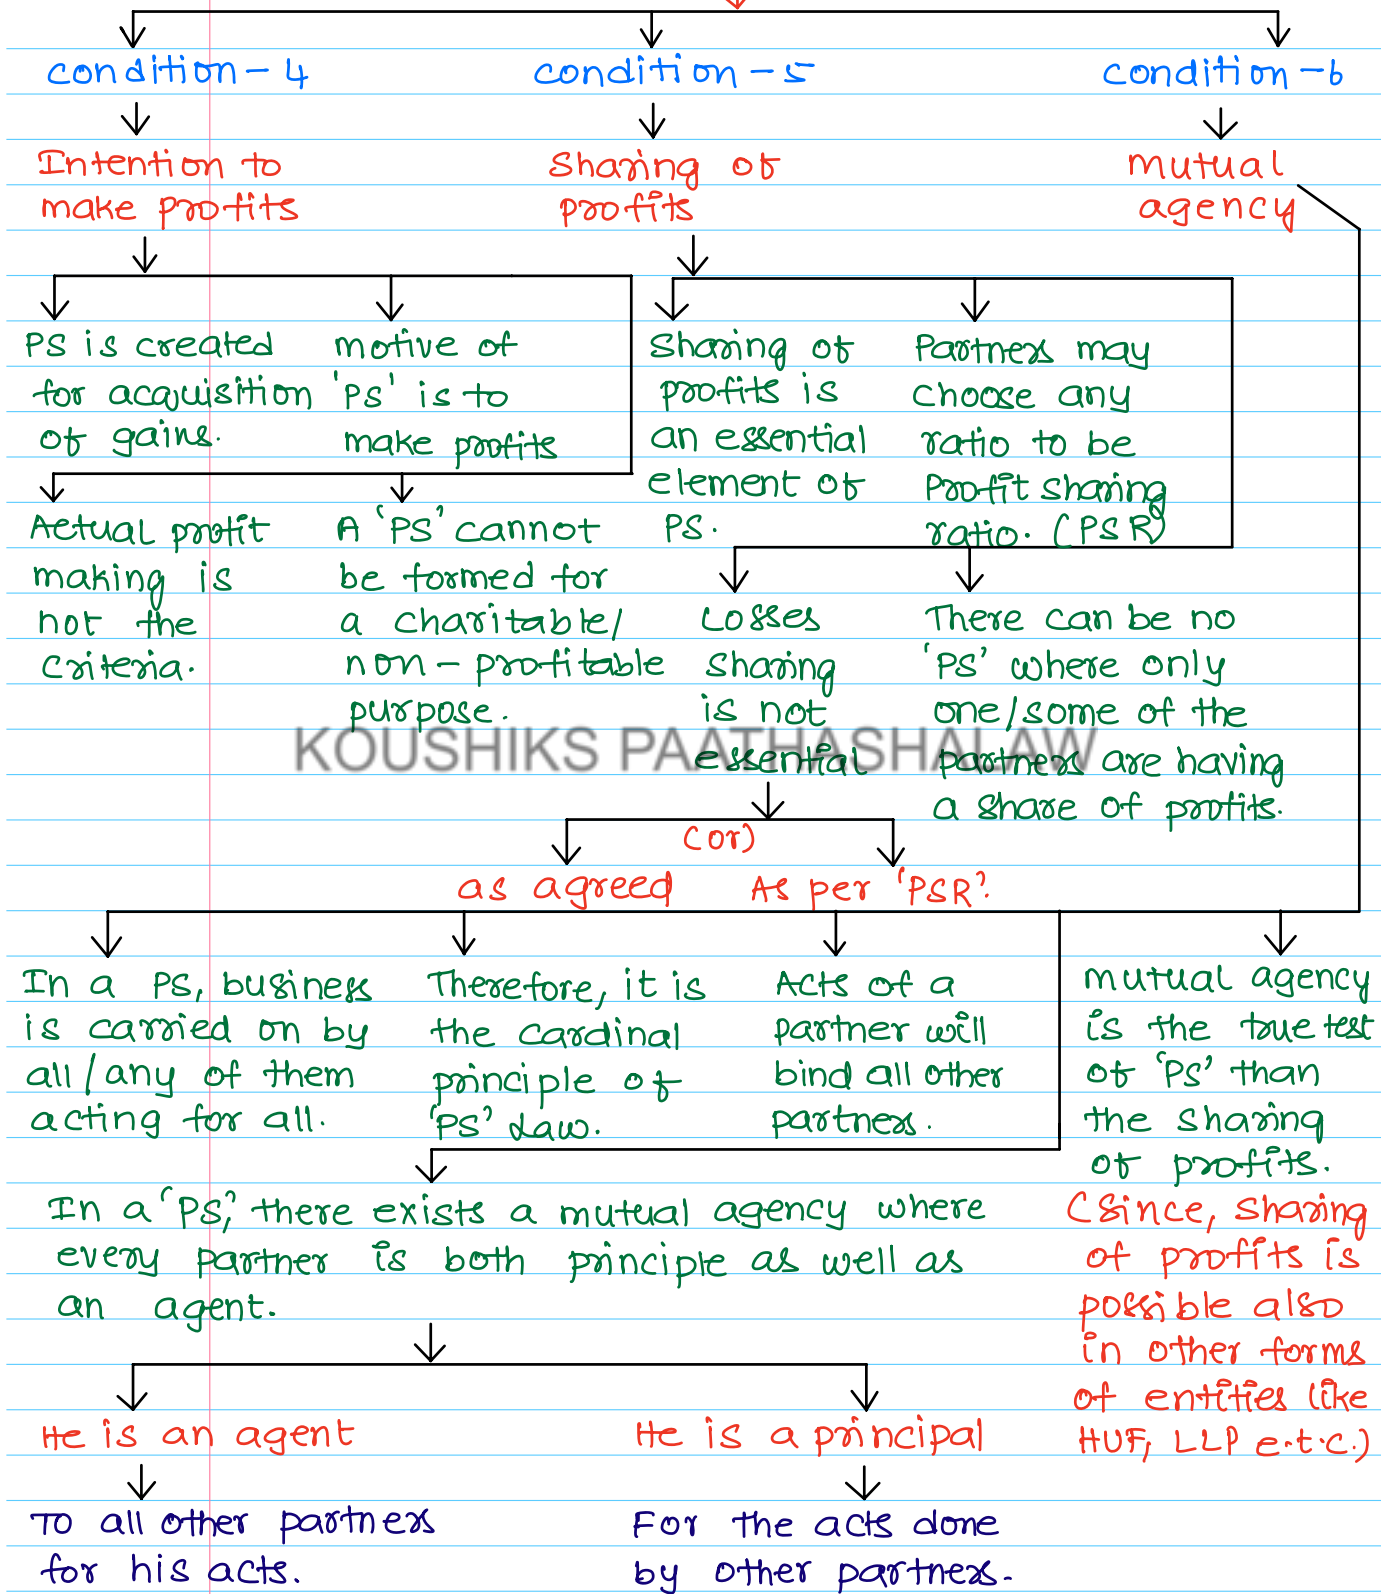 condition - 4
condition - 5
condition - 6
Intention to
make profits
Sharing of
profits
mutual
agency
PS is created
for acquisition
of gains.
motive of
'PS' is to
make profits
Sharing of
profits is
an essential
element of
PS.
Partners may
choose any
ratio to be
Profit sharing
ratio. (PSR)
Actual profit
making is
not the
criteria.
A 'PS' cannot
be formed for
a charitable/
non - profitable
purpose.
Losses
sharing
is not
essential
There can be no
'PS' where only
one/some of the
partners are having
a share of profits.
KOUSHIKS PAATHASHALAW
(or)
as agreed
As per 'PSR'.
In a PS, business
is carried on by
all/any of them
acting for all.
Therefore, it is
the cardinal
principle of
'PS' Law.
Acts of a
partner will
bind all other
partners.
mutual agency
is the true test
of 'PS' than
the sharing
of profits.
(Since, sharing
of profits is
possible also
in other forms
of entities like
HUF, LLP e.t.c.)
In a 'PS', there exists a mutual agency where
every partner is both principle as well as
an agent.
He is an agent
He is a principal
To all other partners
for his acts.
For the acts done
by other partners.